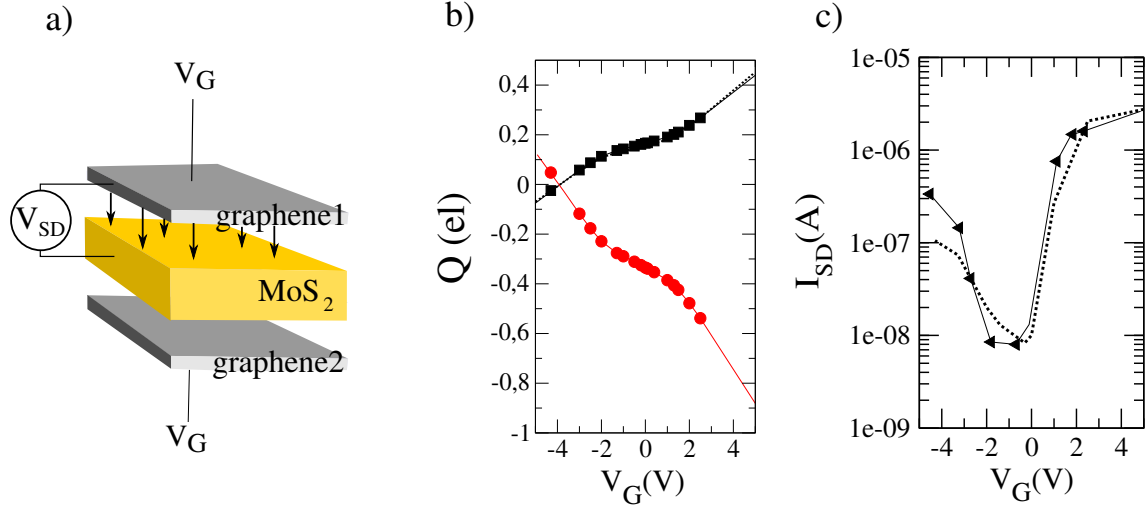 a)
V_G
V_SD
graphene1
MoS_2
graphene2
V_G
b)
Q (el)
0,4
0,2
0
-0,2
-0,4
-0,6
-0,8
-1
-4 -2 0 2 4
V_G(V)
c)
I_SD(A)
1e-05
1e-06
1e-07
1e-08
1e-09
-4 -2 0 2 4
V_G(V)